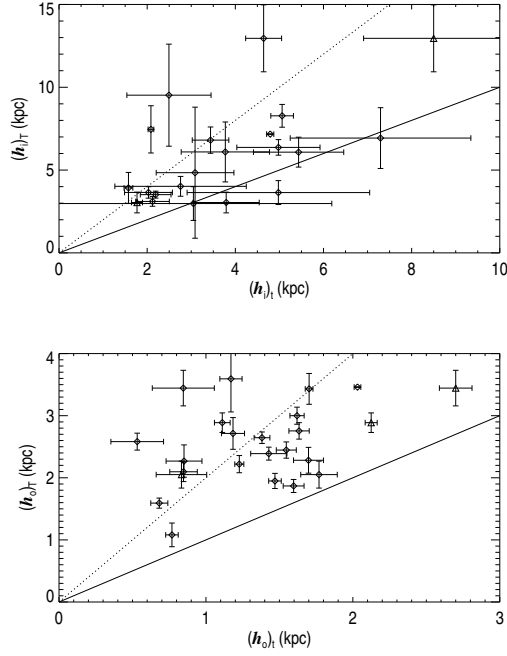 15
10
5
0
(h_i)_T (kpc)
0 2 4 6 8 10
(h_i)_t (kpc)
4
3
2
1
0
(h_o)_T (kpc)
0 1 2 3
(h_o)_t (kpc)